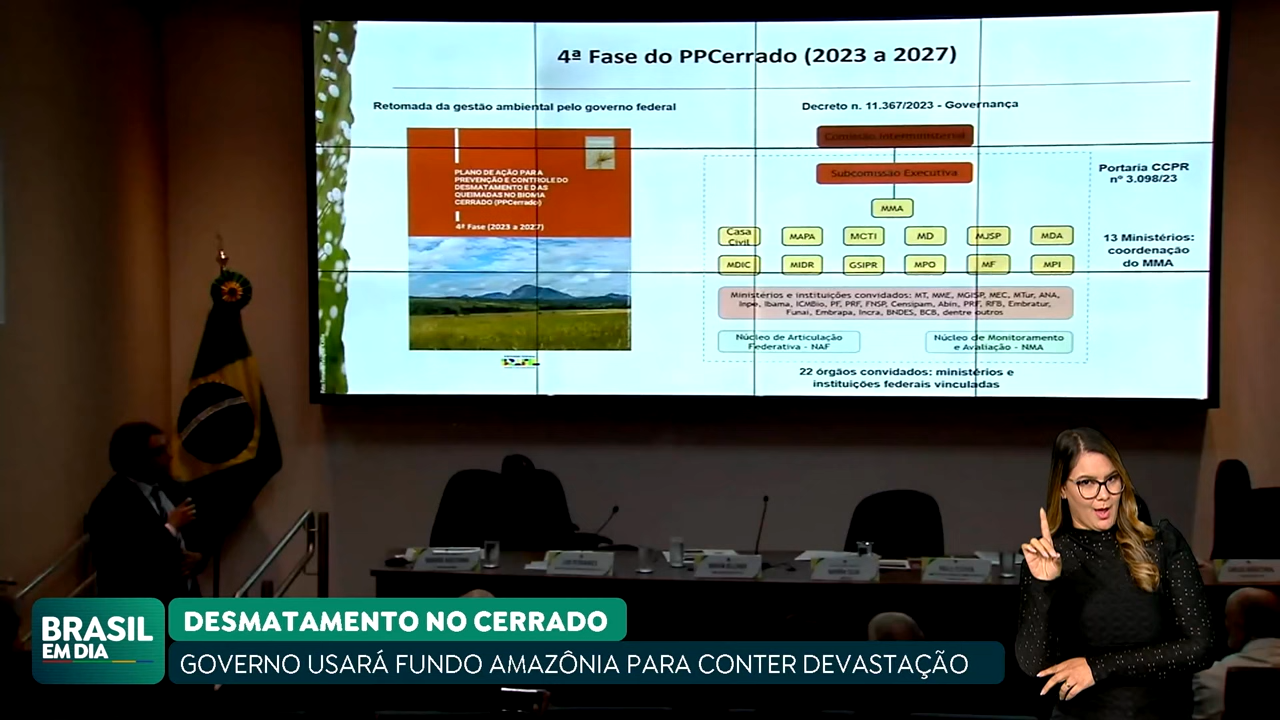 4ª Fase do PPCerrado (2023 a 2027)
Retomada da gestão ambiental pelo governo federal
PLANO DE AÇÃO PARA
PREVENÇÃO E CONTROLE DO
DESMATAMENTO E DAS
QUEIMADAS NO BIOMA
CERRADO (PPCerrado)
4ª Fase (2023 a 2027)
Decreto n. 11.367/2023 - Governança
Comissão Interministerial
Subcomissão Executiva
MMA
Casa
Civil
MAPA
MCTI
MD
MJSP
MDA
MDIC
MIDR
GSIPR
MPO
MF
MPI
Ministérios e instituições convidados: MT, MME, MGISP, MEC, MTur, ANA,
Inpe, Ibama, ICMBio, PF, PRF, FNSP, Censipam, Abin, PRF, RFB, Embratur,
Funai, Embrapa, Incra, BNDES, BCB, dentre outros
Núcleo de Articulação
Federativa - NAF
Núcleo de Monitoramento
e Avaliação - NMA
22 órgãos convidados: ministérios e
instituições federais vinculadas
Portaria CCPR
nº 3.098/23
13 Ministérios:
coordenação
do MMA
BRASIL
EM DIA
DESMATAMENTO NO CERRADO
GOVERNO USARÁ FUNDO AMAZÔNIA PARA CONTER DEVASTAÇÃO